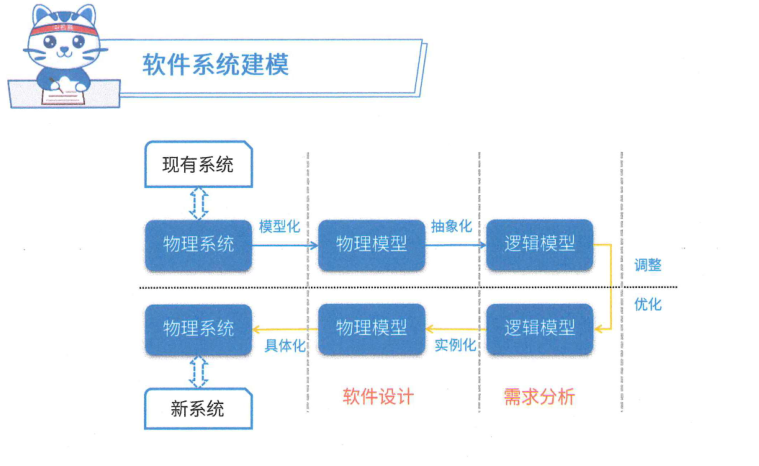 软件系统建模
现有系统
物理系统
模型化
物理模型
抽象化
逻辑模型
调整
优化
物理系统
具体化
物理模型
实例化
逻辑模型
新系统
软件设计
需求分析